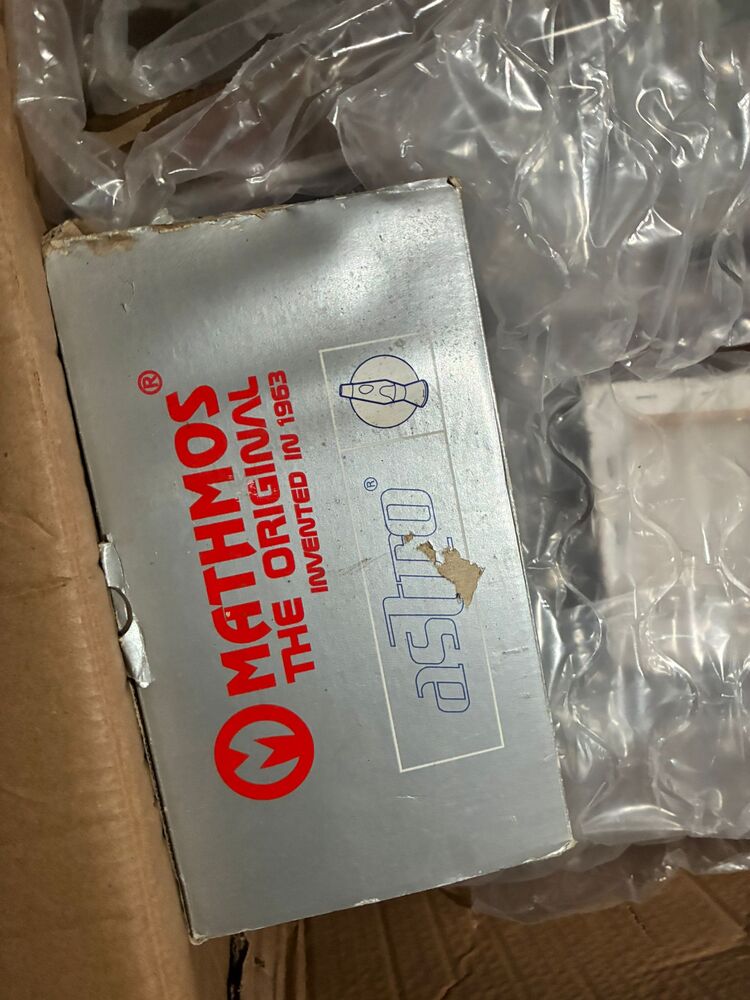 MATHMOS®
THE ORIGINAL
INVENTED IN 1963
astro®